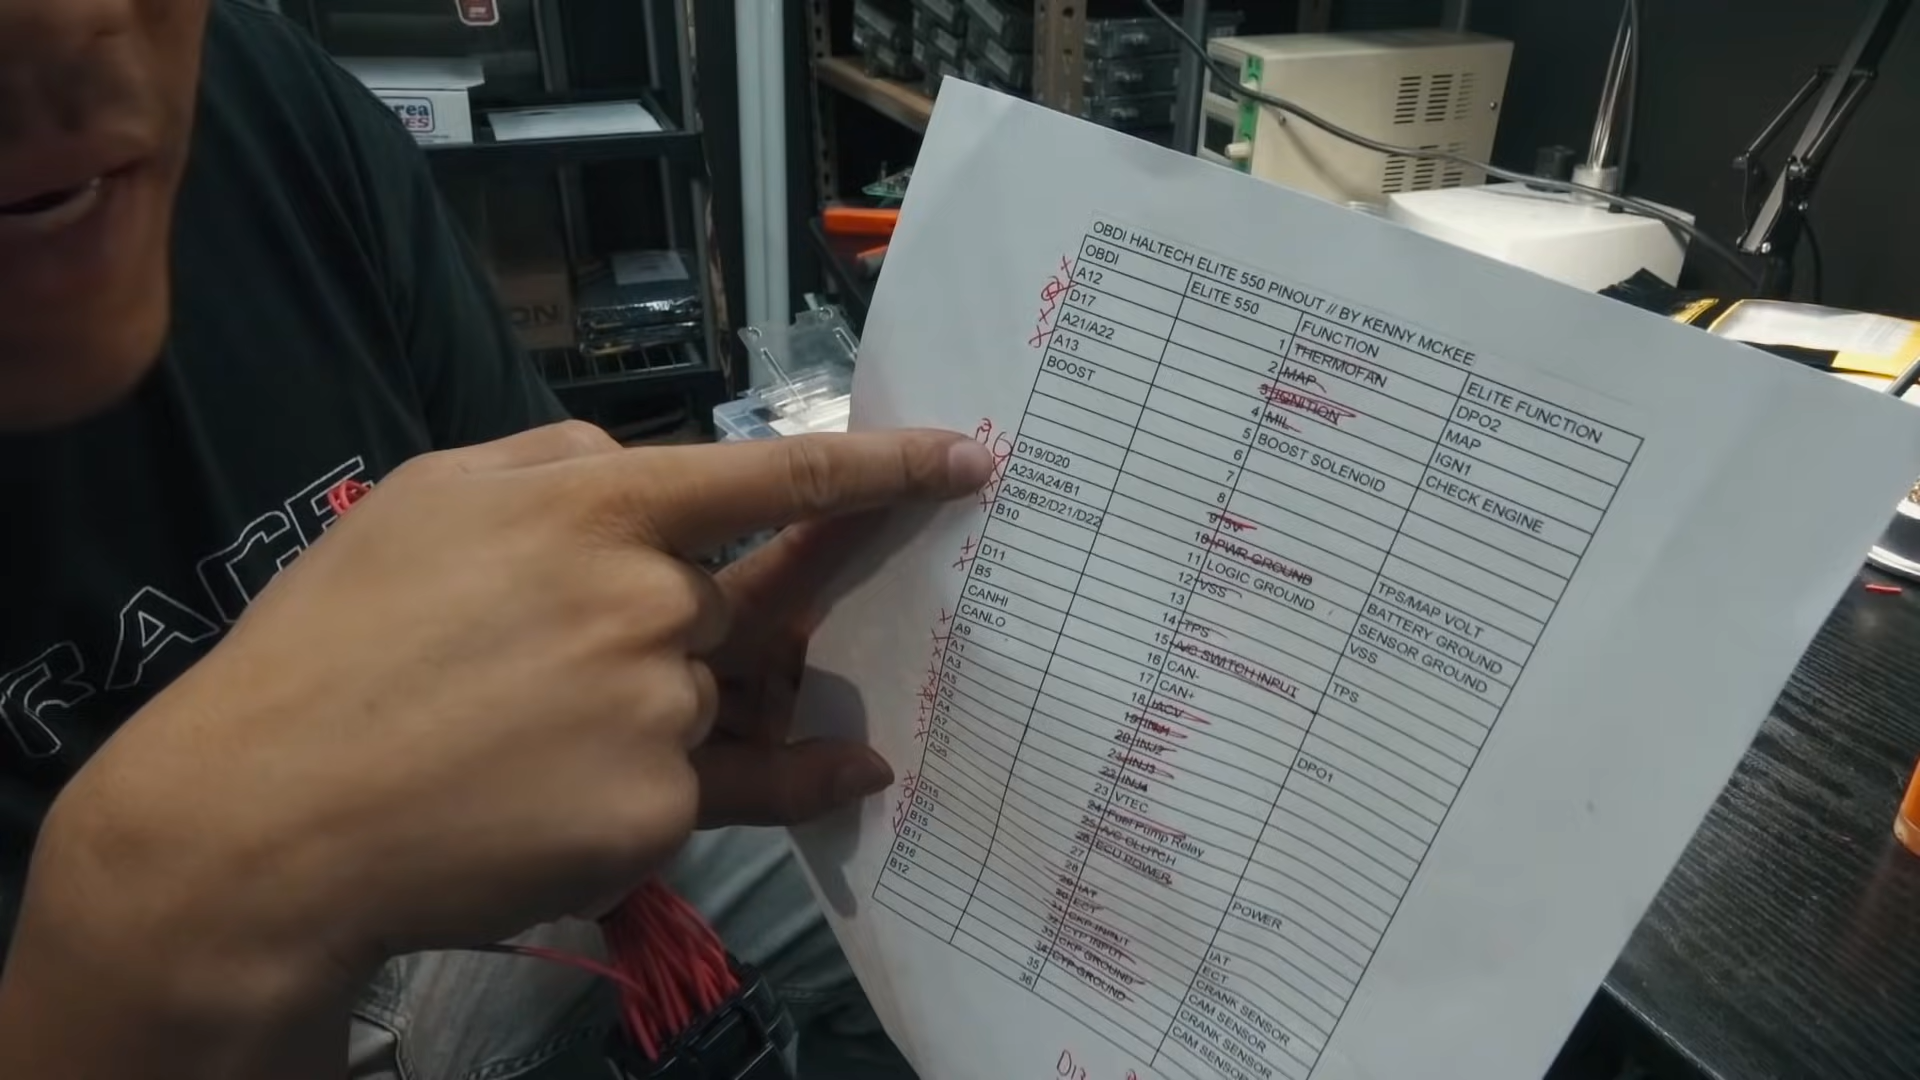 OBDI HALTECH ELITE 550 PINOUT // BY KENNY MCKEE
OBDI ELITE 550 FUNCTION ELITE FUNCTION
A12 1 THERMOFAN DPO2
D17 2 MAP MAP
A21/A22 3 IGNITION IGN1
A13 4 MIL CHECK ENGINE
BOOST 5 BOOST SOLENOID
6
7
8
D19/D20 9 5V TPS/MAP VOLT
A23/A24/B1 10 PWR GROUND BATTERY GROUND
A26/B2/D21/D22 11 LOGIC GROUND SENSOR GROUND
B10 12 VSS VSS
13
D11 14 TPS TPS
B5 15 A/C SWITCH INPUT
CANHI 16 CAN-
CANLO 17 CAN+
A9 18 IACV DPO1
A1 19 INJ1
A3 20 INJ2
A5 21 INJ3
A2 22 INJ4
A4 23 VTEC
A7 24 Fuel Pump Relay
A15 25 A/C CLUTCH
A25 26 ECU POWER POWER
27
28
D15 29 IAT IAT
D13 30 ECT ECT
B15 31 CKP INPUT CRANK SENSOR
B11 32 CYP INPUT CAM SENSOR
B16 33 CKP GROUND CRANK SENSOR
B12 34 CYP GROUND CAM SENSOR
35
36
RACE
ON